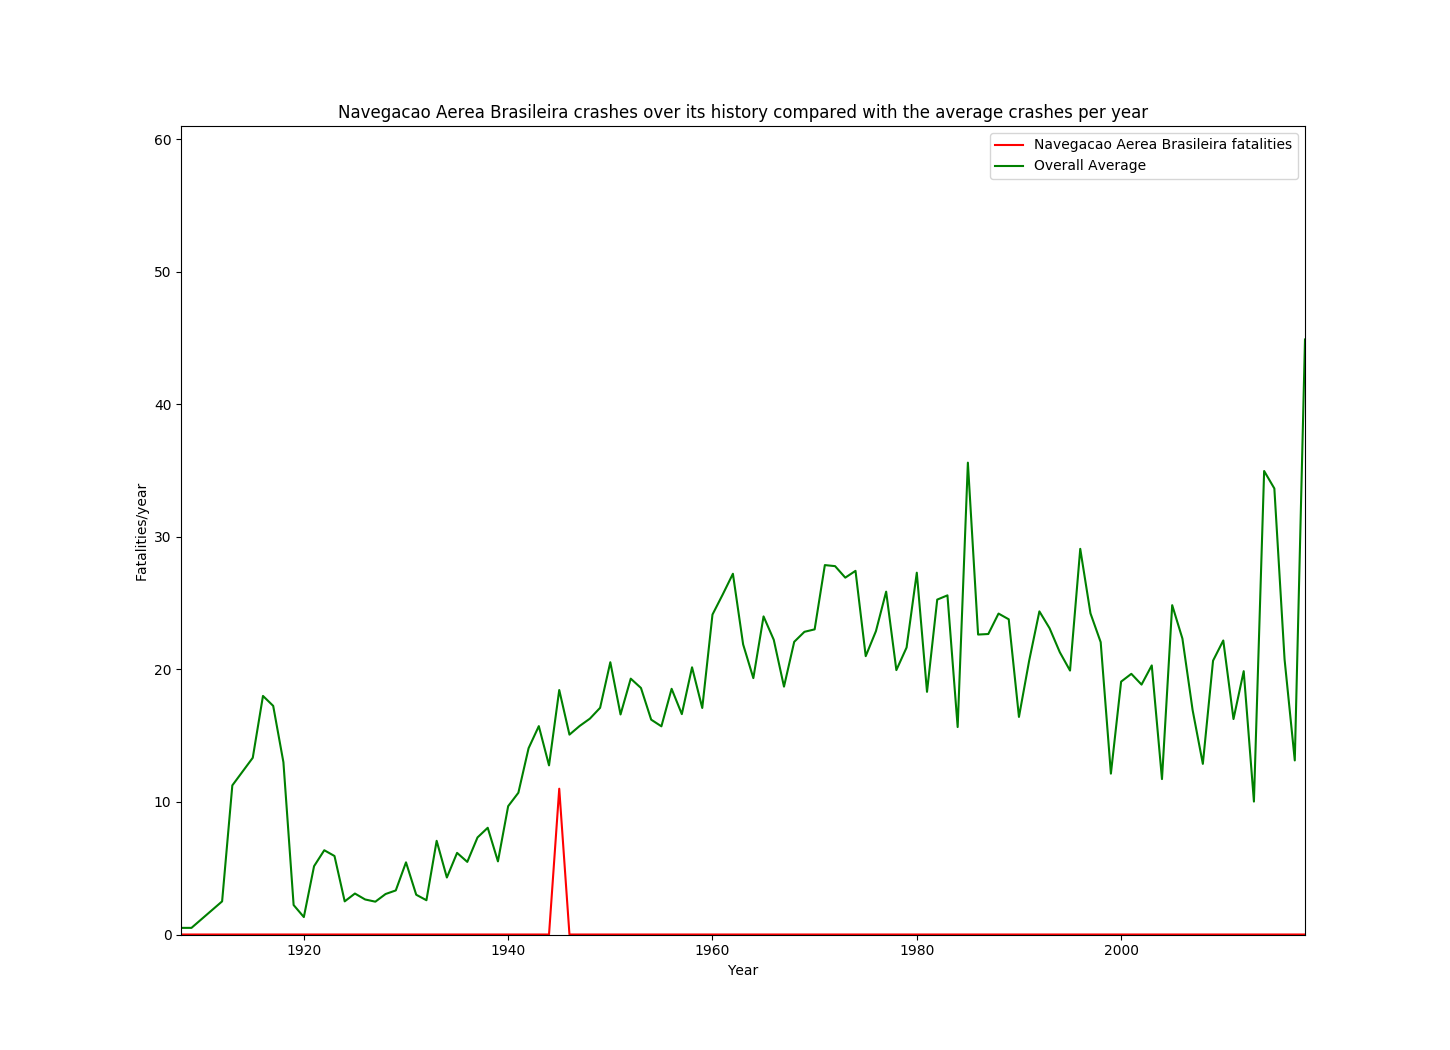 Navegacao Aerea Brasileira crashes over its history compared with the average crashes per year
Navegacao Aerea Brasileira fatalities
Overall Average
60
50
40
30
20
10
0
Fatalities/year
1920 1940 1960 1980 2000
Year